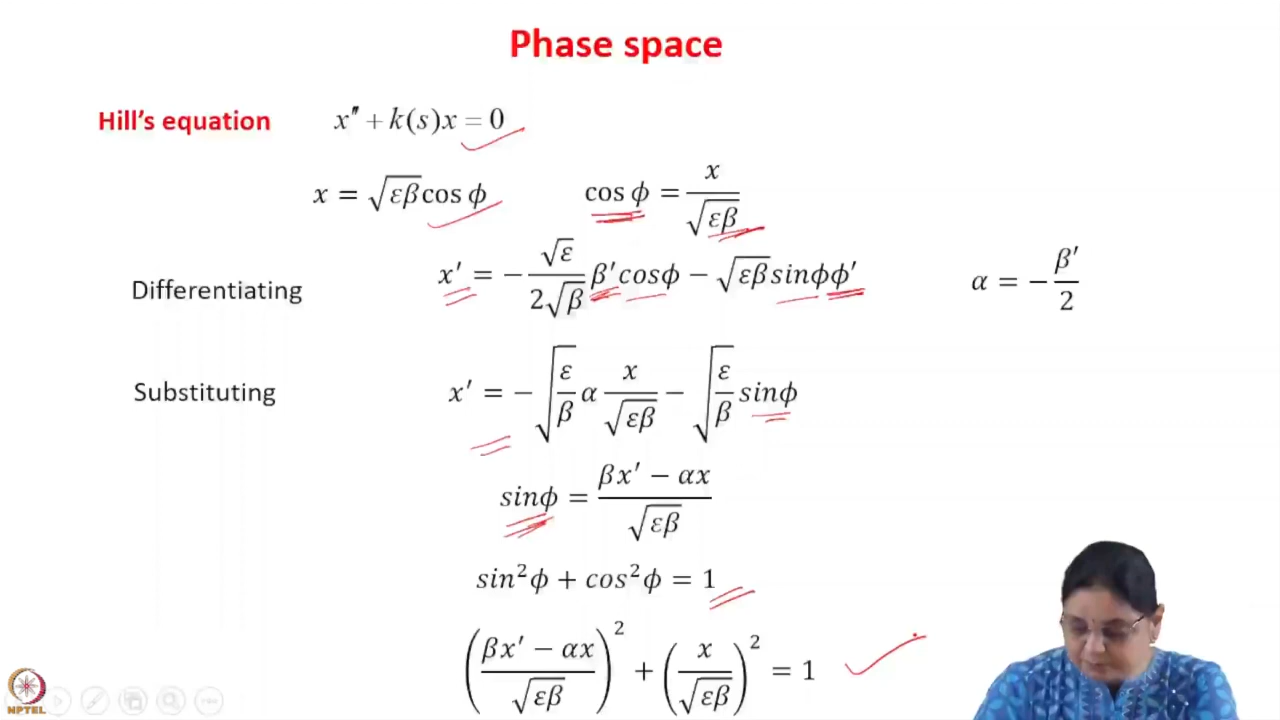 Phase space
Hill's equation x″ + k(s)x = 0
x = √(εβ) cos ϕ cos ϕ = x / √(εβ)
Differentiating x′ = − (√ε / 2√β) β′cosϕ − √(εβ) sinϕϕ′ α = − β′ / 2
Substituting x′ = − √(ε/β) α x / √(εβ) − √(ε/β) sinϕ
sinϕ = (βx′ − αx) / √(εβ)
sin²ϕ + cos²ϕ = 1
((βx′ − αx) / √(εβ))² + (x / √(εβ))² = 1
NPTEL